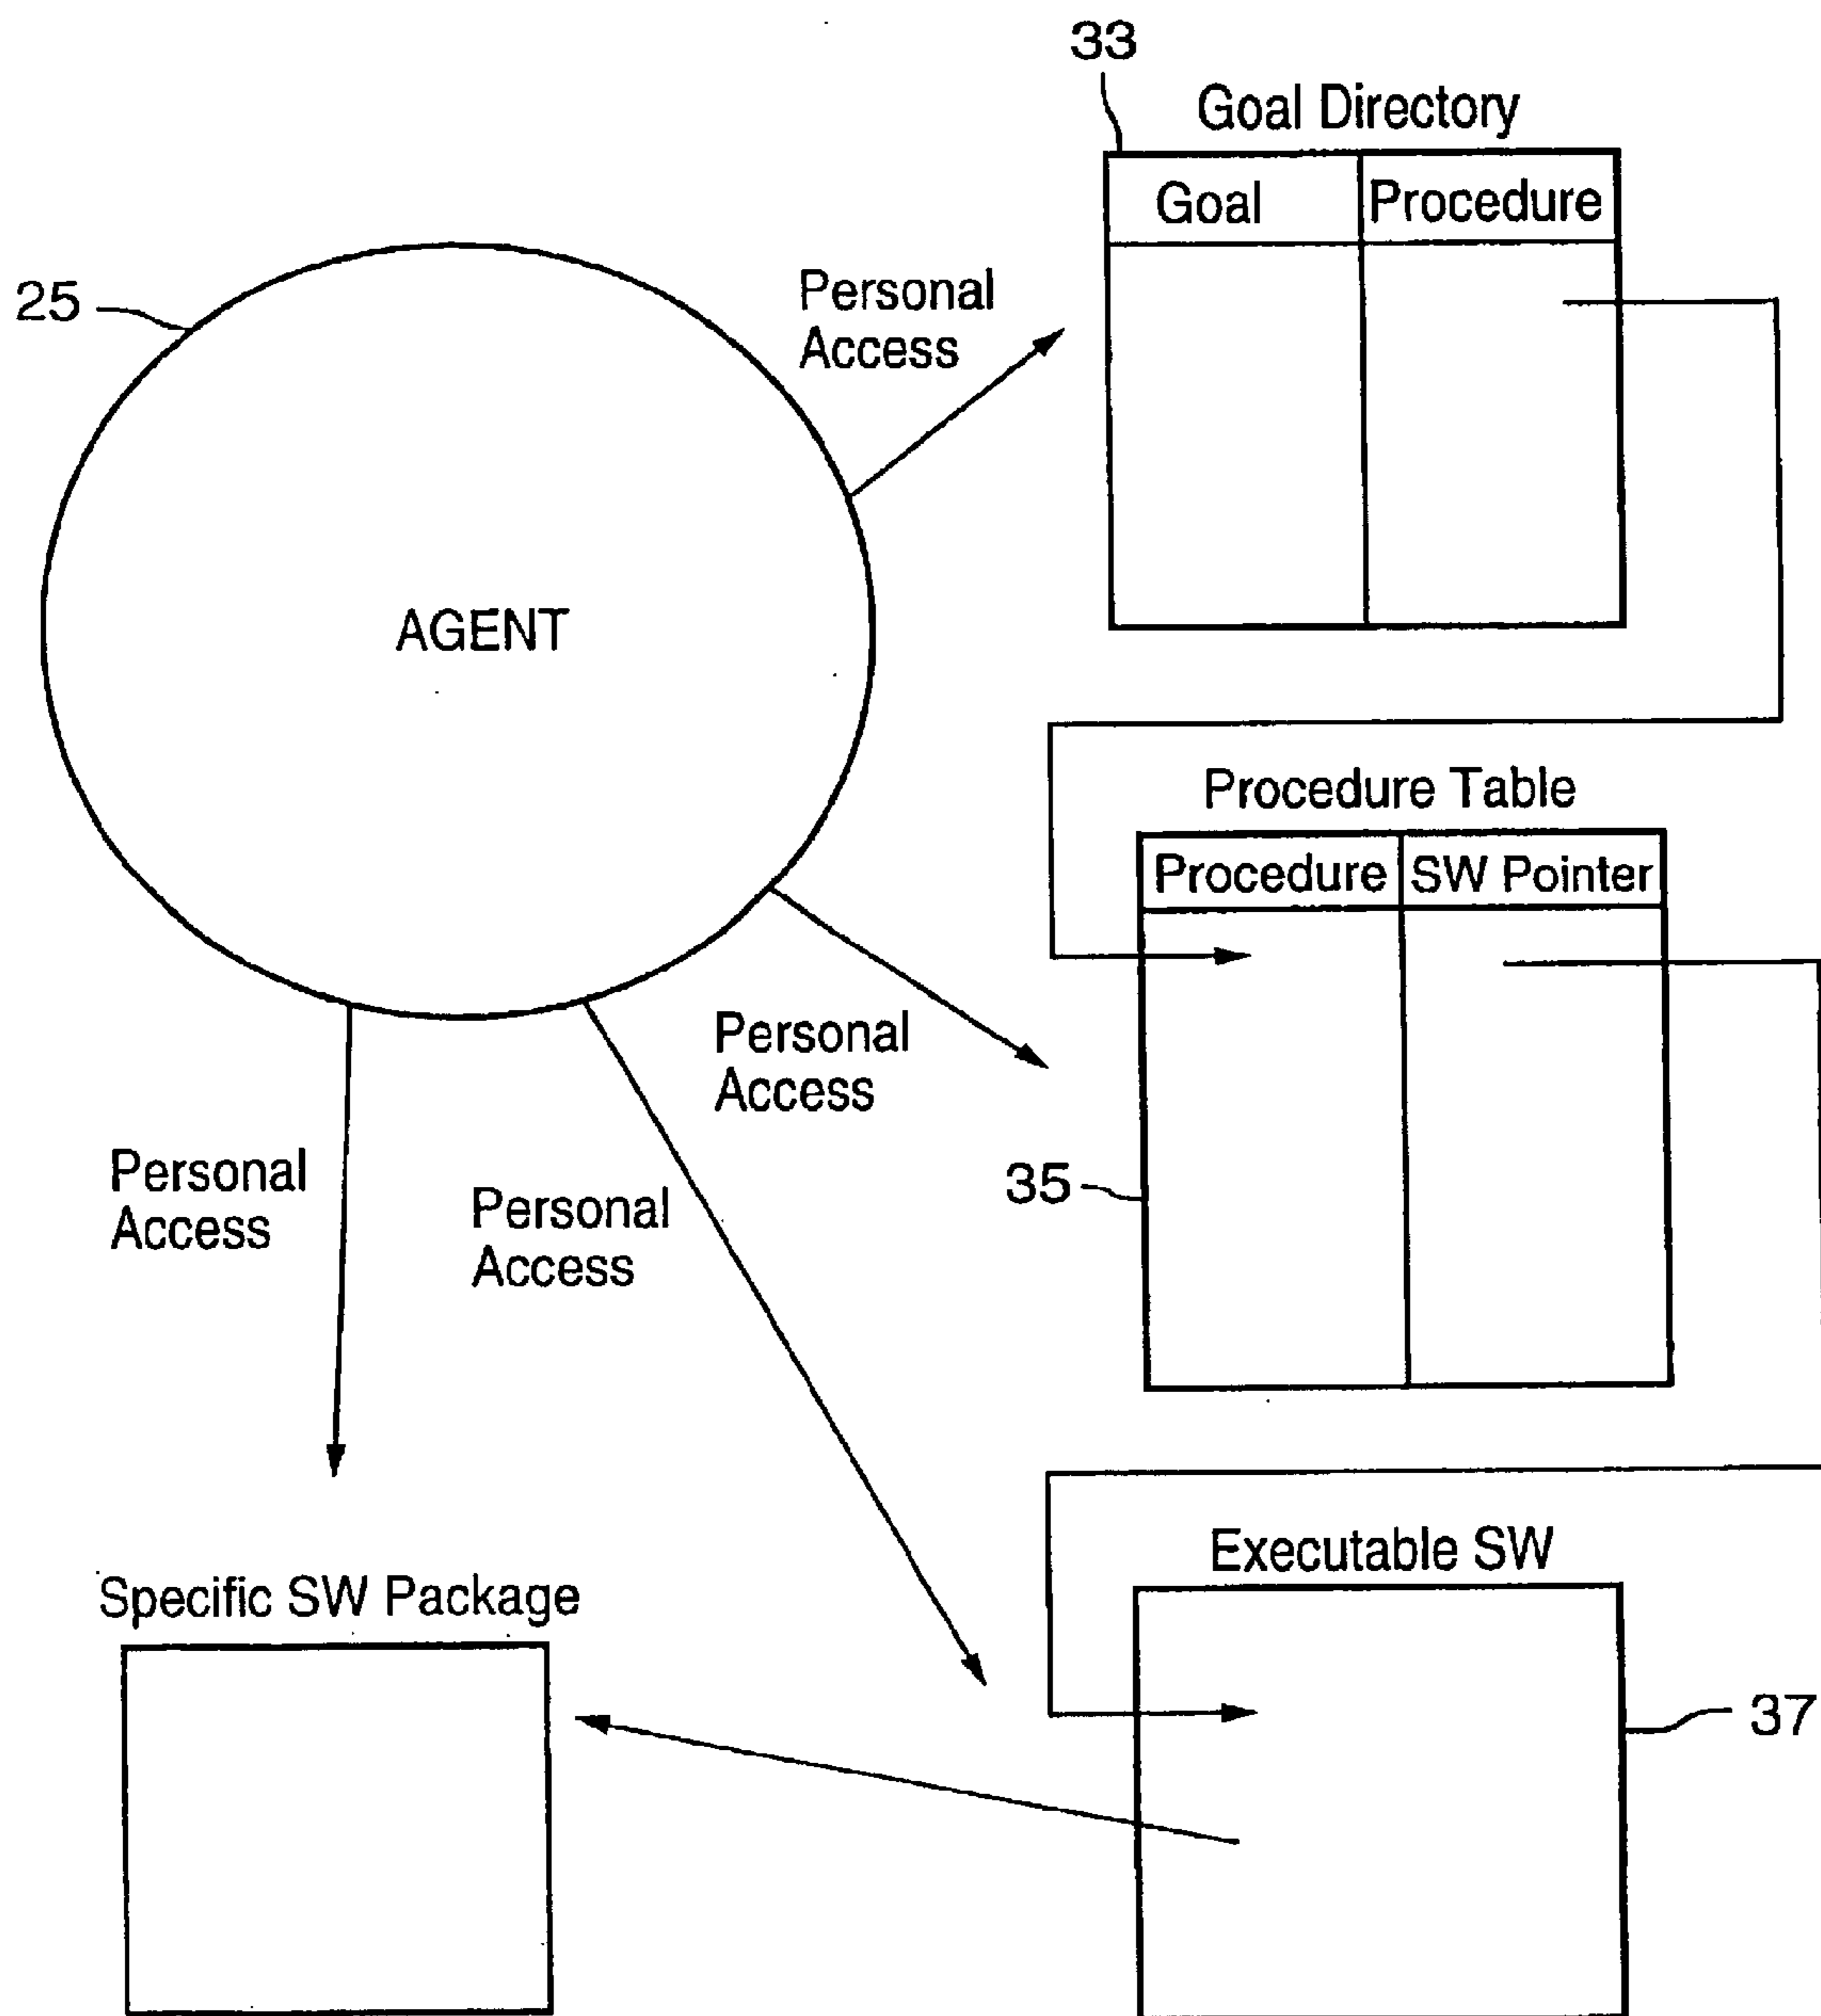 33
Goal Directory
Goal
Procedure
25
Personal
Access
AGENT
Procedure Table
Procedure
SW Pointer
Personal
Access
35
Personal
Access
Personal
Access
Executable SW
Specific SW Package
37